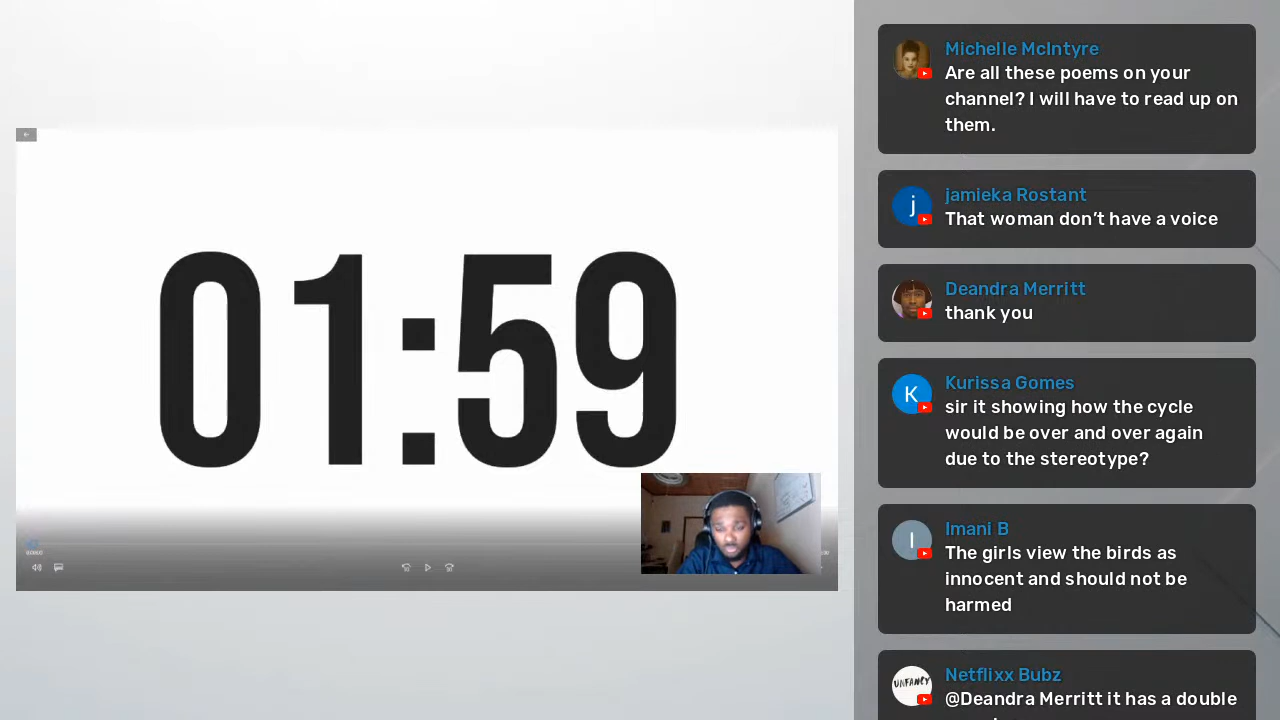 01:59
Michelle McIntyre
Are all these poems on your
channel? I will have to read up on
them.
j
jamieka Rostant
That woman don’t have a voice
Deandra Merritt
thank you
K
Kurissa Gomes
sir it showing how the cycle
would be over and over again
due to the stereotype?
I
Imani B
The girls view the birds as
innocent and should not be
harmed
UNFANCY
Netflixx Bubz
@Deandra Merritt it has a double